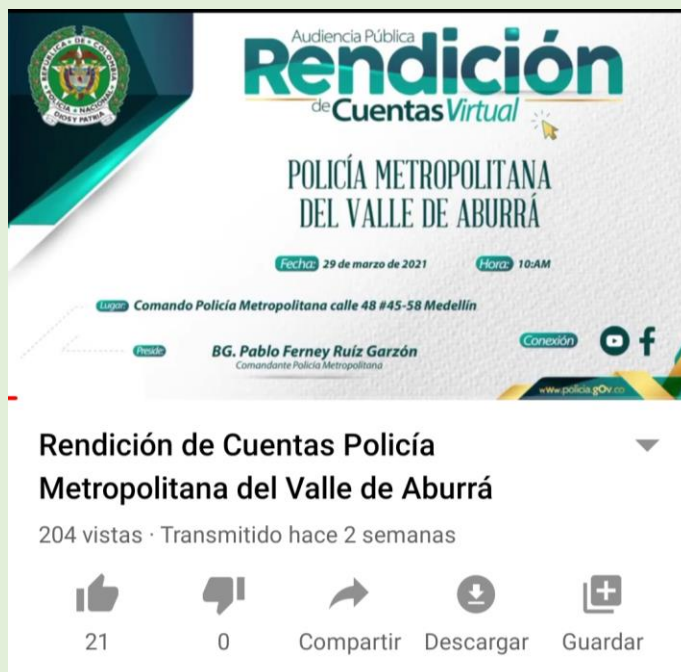 REPÚBLICA • DE • COLOMBIA
POLICÍA NACIONAL
DIOS Y PATRIA
Audiencia Pública
Rendición
de Cuentas Virtual
POLICÍA METROPOLITANA
DEL VALLE DE ABURRÁ
Fecha: 29 de marzo de 2021 Hora: 10:AM
Lugar: Comando Policía Metropolitana calle 48 #45-58 Medellín
Preside BG. Pablo Ferney Ruíz Garzón
Comandante Policía Metropolitana
Conexión
www.policia.gOv.co
Rendición de Cuentas Policía
Metropolitana del Valle de Aburrá
204 vistas · Transmitido hace 2 semanas
21 0 Compartir Descargar Guardar